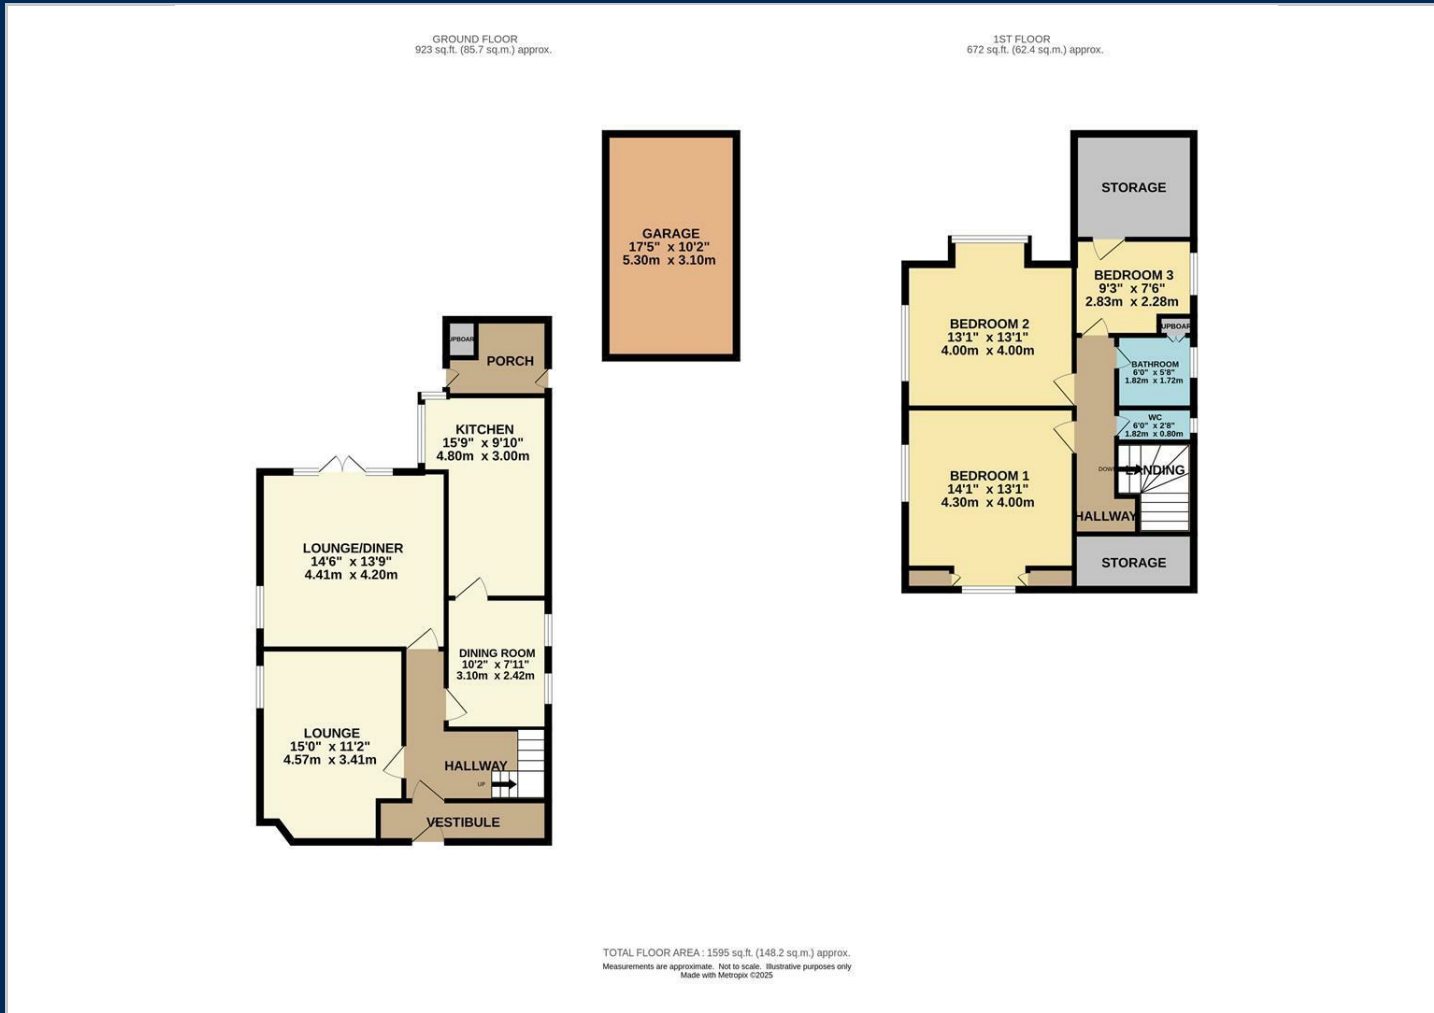 GROUND FLOOR
923 sq.ft. (85.7 sq.m.) approx.
1ST FLOOR
672 sq.ft. (62.4 sq.m.) approx.
GARAGE
17'5" x 10'2"
5.30m x 3.10m
UPBOAR
PORCH
KITCHEN
15'9" x 9'10"
4.80m x 3.00m
LOUNGE/DINER
14'6" x 13'9"
4.41m x 4.20m
DINING ROOM
10'2" x 7'11"
3.10m x 2.42m
LOUNGE
15'0" x 11'2"
4.57m x 3.41m
HALLWAY
UP
VESTIBULE
STORAGE
BEDROOM 3
9'3" x 7'6"
2.83m x 2.28m
BEDROOM 2
13'1" x 13'1"
4.00m x 4.00m
UPBOAR
BATHROOM
6'0" x 5'8"
1.82m x 1.72m
WC
6'0" x 2'8"
1.82m x 0.80m
BEDROOM 1
14'1" x 13'1"
4.30m x 4.00m
DOWN
LANDING
HALLWAY
STORAGE
TOTAL FLOOR AREA : 1595 sq.ft. (148.2 sq.m.) approx.
Measurements are approximate. Not to scale. Illustrative purposes only
Made with Metropix ©2025